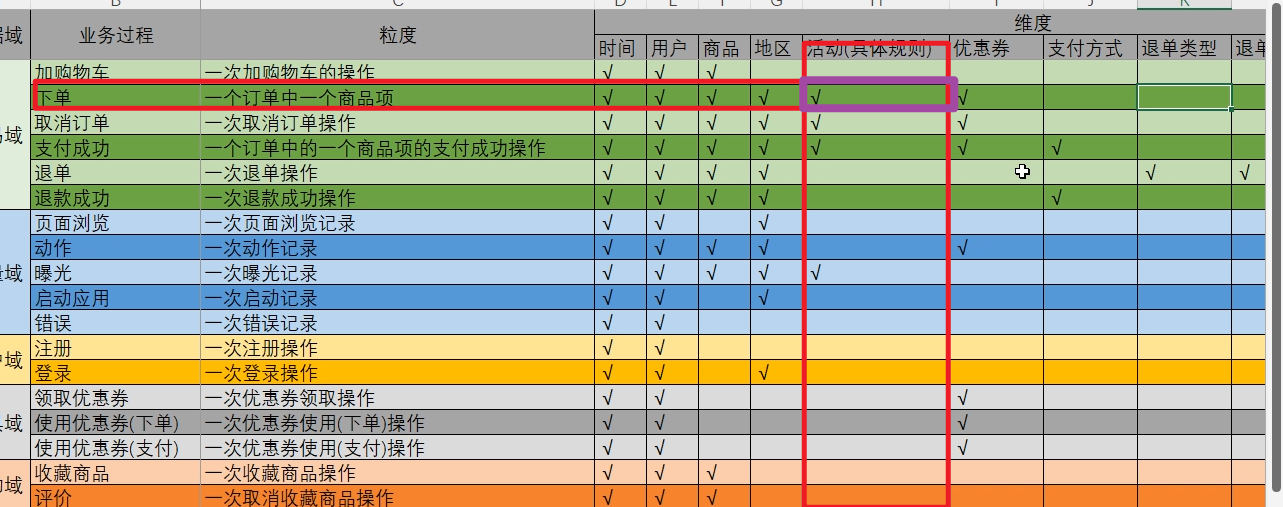 B C D E F G H I J K
据域 业务过程 粒度 维度
时间 用户 商品 地区 活动(具体规则) 优惠券 支付方式 退单类型 退单
加购物车 一次加购物车的操作 √ √ √
下单 一个订单中一个商品项 √ √ √ √ √ √
易域 取消订单 一次取消订单操作 √ √ √ √ √ √
支付成功 一个订单中的一个商品项的支付成功操作 √ √ √ √ √ √ √
退单 一次退单操作 √ √ √ √ √ √
退款成功 一次退款成功操作 √ √ √ √ √
页面浏览 一次页面浏览记录 √ √ √
动作 一次动作记录 √ √ √ √ √
量域 曝光 一次曝光记录 √ √ √ √ √
启动应用 一次启动记录 √ √ √
错误 一次错误记录 √ √
户域 注册 一次注册操作 √ √
登录 一次登录操作 √ √ √
领取优惠券 一次优惠券领取操作 √ √ √
具域 使用优惠券(下单) 一次优惠券使用(下单)操作 √ √ √
使用优惠券(支付) 一次优惠券使用(支付)操作 √ √ √
动域 收藏商品 一次收藏商品操作 √ √ √
评价 一次取消收藏商品操作 √ √ √